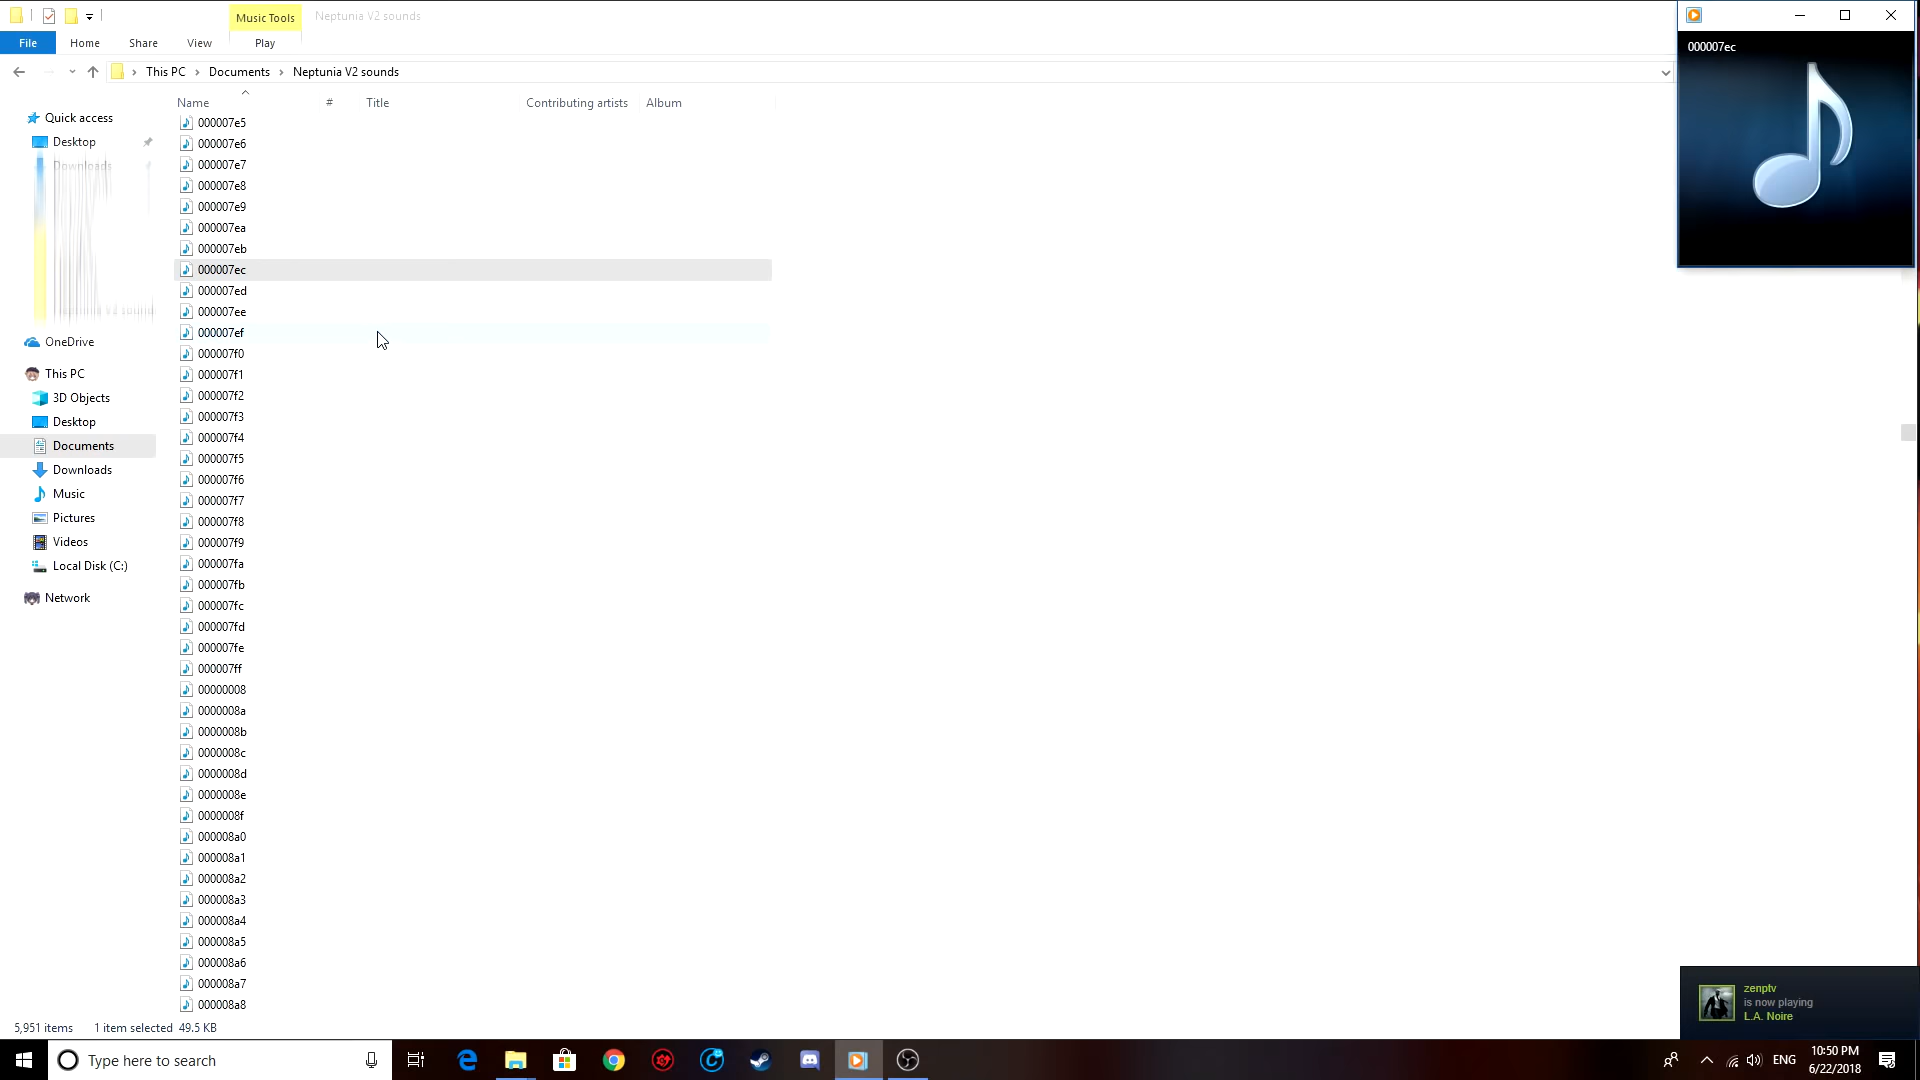 Music Tools
Neptunia V2 sounds
File
Home
Share
View
Play
000007ec
This PC
Documents
Neptunia V2 sounds
Name
#
Title
Contributing artists
Album
Quick access
Desktop
Downloads
OneDrive
This PC
3D Objects
Desktop
Documents
Downloads
Music
Pictures
Videos
Local Disk (C:)
Network
000007e5
000007e6
000007e7
000007e8
000007e9
000007ea
000007eb
000007ec
000007ed
000007ee
000007ef
000007f0
000007f1
000007f2
000007f3
000007f4
000007f5
000007f6
000007f7
000007f8
000007f9
000007fa
000007fb
000007fc
000007fd
000007fe
000007ff
00000008
0000008a
0000008b
0000008c
0000008d
0000008e
0000008f
000008a0
000008a1
000008a2
000008a3
000008a4
000008a5
000008a6
000008a7
000008a8
zenptv
is now playing
L.A. Noire
5,951 items
1 item selected 49.5 KB
Type here to search
ENG
10:50 PM
6/22/2018